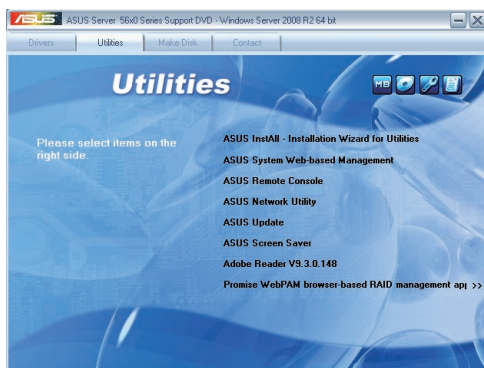 ASUS ASUS Server 56x0 Series Support DVD - Windows Server 2008 R2 64 bit
Drivers Utilities Make Disk Contact
Utilities
MB
Please select items on the
right side.
ASUS InstAll - Installation Wizard for Utilities
ASUS System Web-based Management
ASUS Remote Console
ASUS Network Utility
ASUS Update
ASUS Screen Saver
Adobe Reader V9.3.0.148
Promise WebPAM browser-based RAID management ap >>